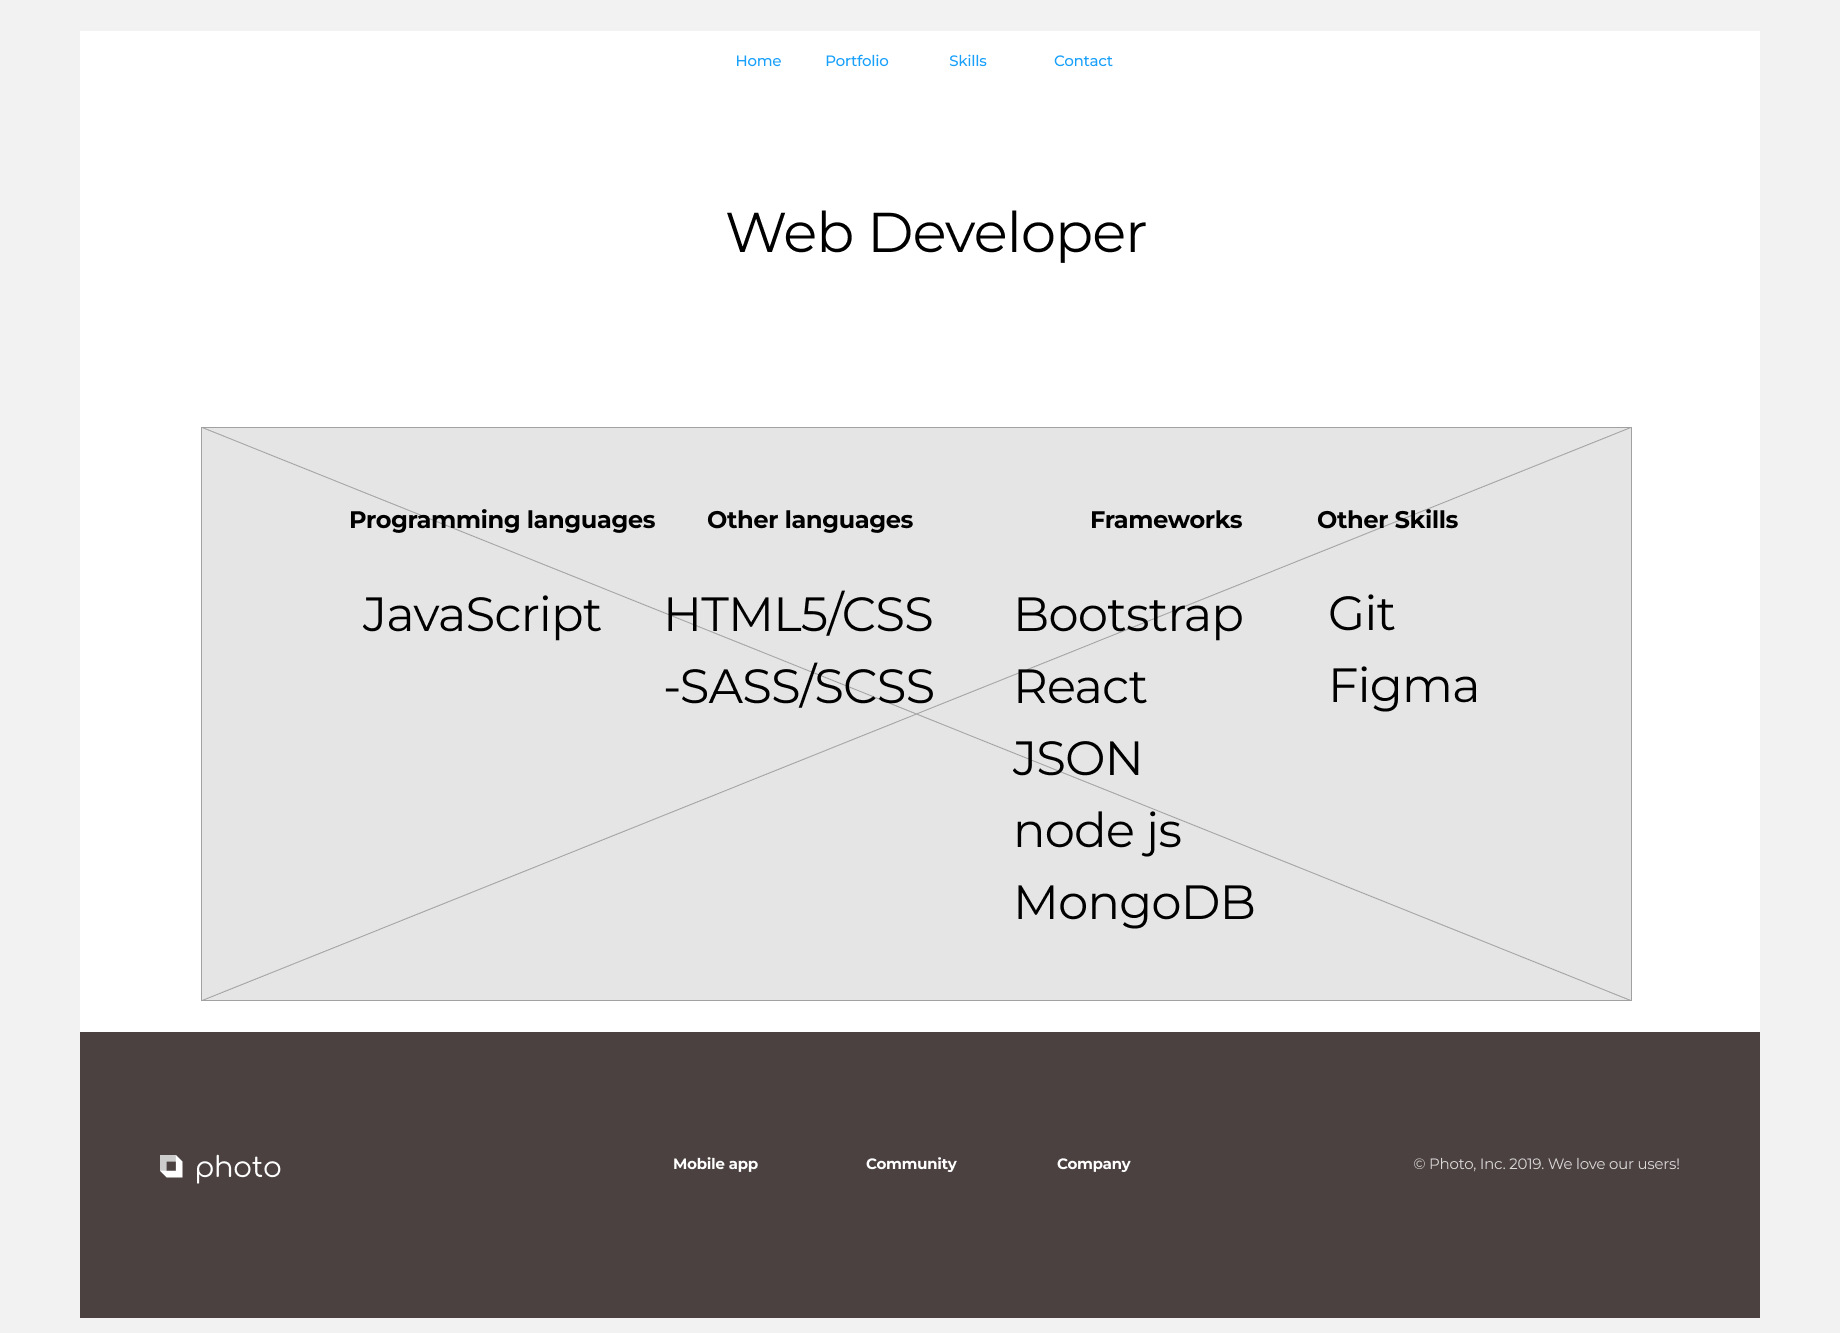 Home Portfolio Skills Contact
Web Developer
Programming languages Other languages Frameworks Other Skills
JavaScript HTML5/CSS Bootstrap Git
-SASS/SCSS React Figma
JSON
node js
MongoDB
photo Mobile app Community Company © Photo, Inc. 2019. We love our users!